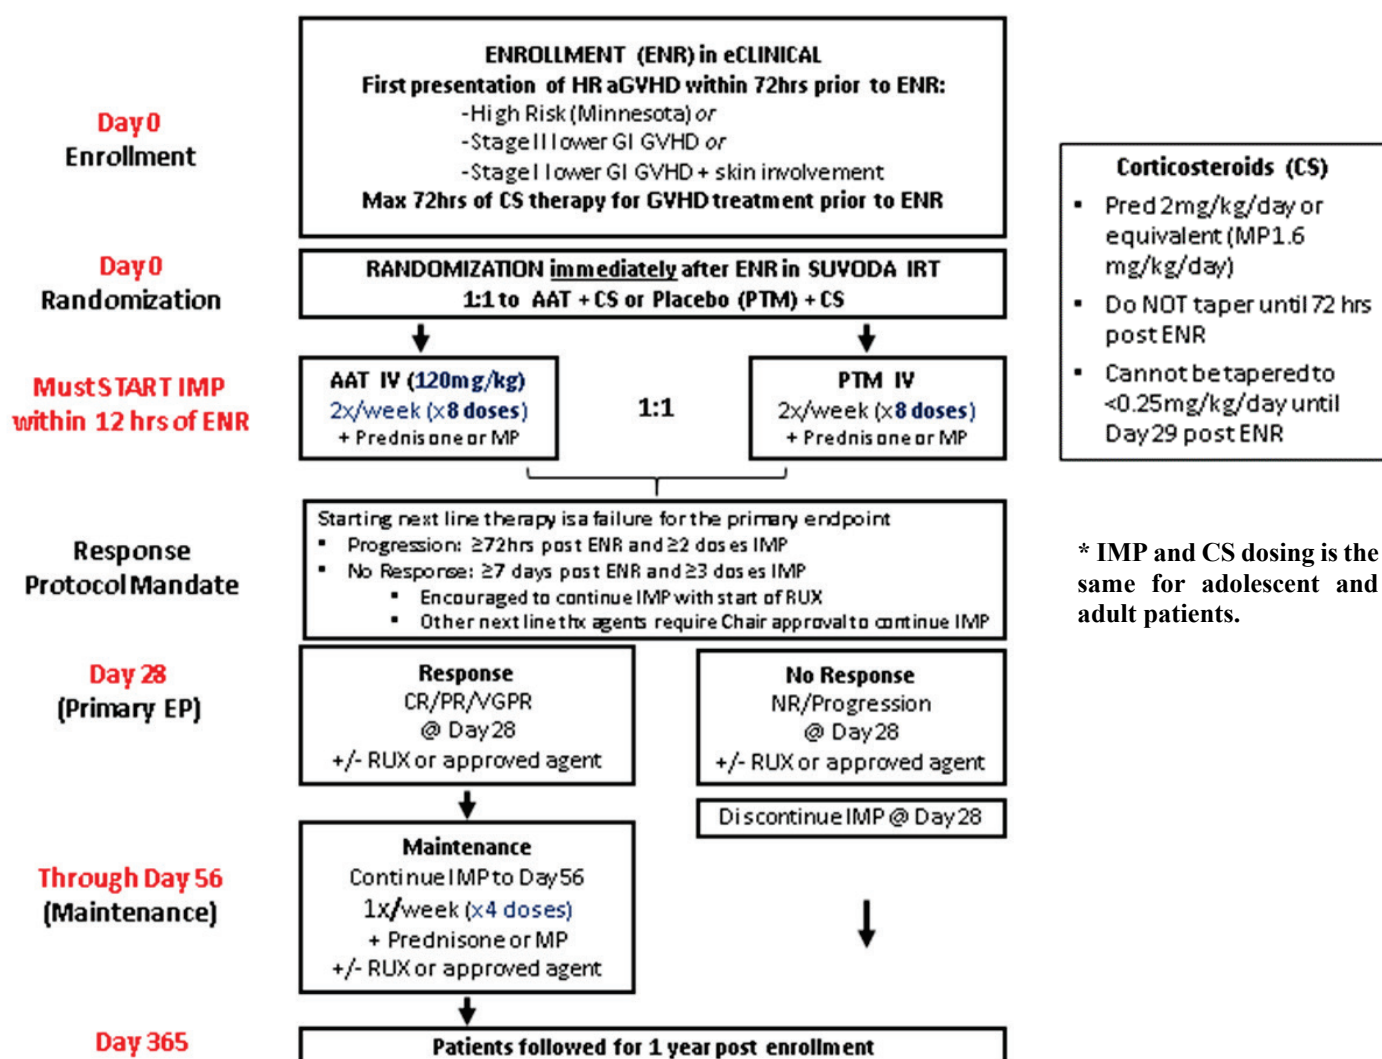 ENROLLMENT (ENR) in eCLINICAL
First presentation of HR aGVHD within 72hrs prior to ENR:
-High Risk (Minnesota) or
-Stage III lower GI GVHD or
-Stage II lower GI GVHD + skin involvement
Max 72hrs of CS therapy for GVHD treatment prior to ENR
Day 0
Enrollment
Day 0
Randomization
RANDOMIZATION immediately after ENR in SUVODA IRT
1:1 to AAT + CS or Placebo (PTM) + CS
Must START IMP
within 12 hrs of ENR
AAT IV (120mg/kg)
2x/week (x8 doses)
+ Prednisone or MP
1:1
PTM IV
2x/week (x8 doses)
+ Prednisone or MP
Corticosteroids (CS)
▪ Pred 2mg/kg/day or
equivalent (MP 1.6
mg/kg/day)
▪ Do NOT taper until 72 hrs
post ENR
▪ Cannot be tapered to
<0.25mg/kg/day until
Day 29 post ENR
Response
Protocol Mandate
Starting next line therapy is a failure for the primary endpoint
▪ Progression: ≥72hrs post ENR and ≥2 doses IMP
▪ No Response: ≥7 days post ENR and ≥3 doses IMP
▪ Encouraged to continue IMP with start of RUX
▪ Other next line thx agents require Chair approval to continue IMP
* IMP and CS dosing is the
same for adolescent and
adult patients.
Day 28
(Primary EP)
Response
CR/PR/VGPR
@ Day 28
+/- RUX or approved agent
No Response
NR/Progression
@ Day 28
+/- RUX or approved agent
Discontinue IMP @ Day 28
Through Day 56
(Maintenance)
Maintenance
Continue IMP to Day 56
1x/week (x4 doses)
+ Prednisone or MP
+/- RUX or approved agent
Day 365
Patients followed for 1 year post enrollment